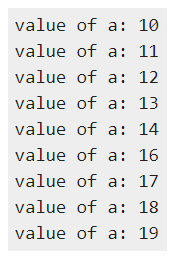 value of a: 10
value of a: 11
value of a: 12
value of a: 13
value of a: 14
value of a: 16
value of a: 17
value of a: 18
value of a: 19